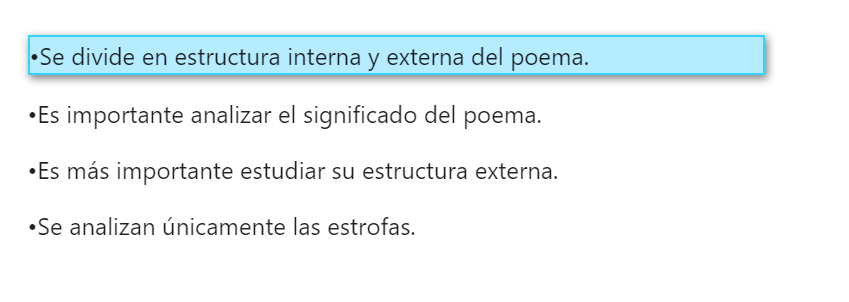 •Se divide en estructura interna y externa del poema.
•Es importante analizar el significado del poema.
•Es más importante estudiar su estructura externa.
•Se analizan únicamente las estrofas.